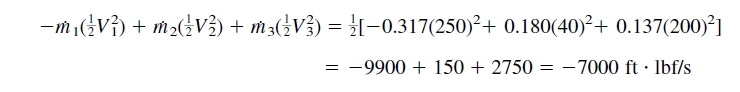 −ṁ₁(½V₁²) + ṁ₂(½V₂²) + ṁ₃(½V₃²) = ½[−0.317(250)² + 0.180(40)² + 0.137(200)²]
= −9900 + 150 + 2750 = −7000 ft · lbf/s